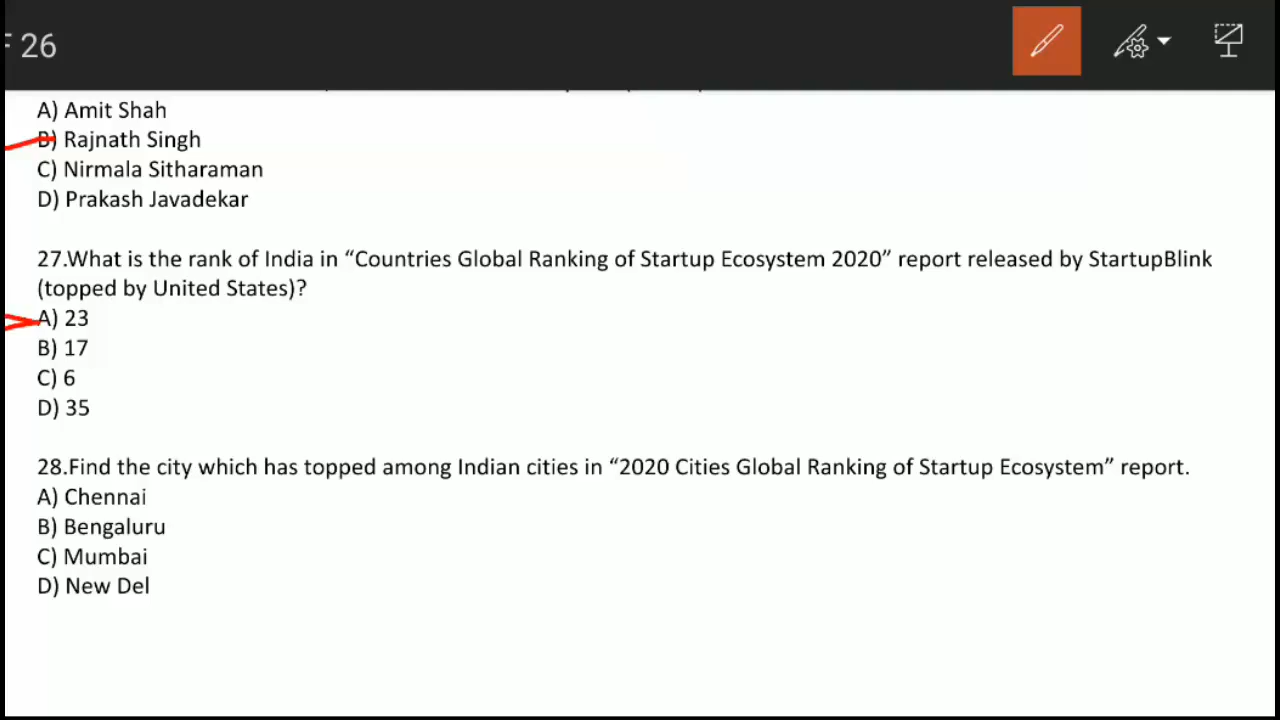 F 26
A) Amit Shah
B) Rajnath Singh
C) Nirmala Sitharaman
D) Prakash Javadekar
27.What is the rank of India in “Countries Global Ranking of Startup Ecosystem 2020” report released by StartupBlink
(topped by United States)?
A) 23
B) 17
C) 6
D) 35
28.Find the city which has topped among Indian cities in “2020 Cities Global Ranking of Startup Ecosystem” report.
A) Chennai
B) Bengaluru
C) Mumbai
D) New Del